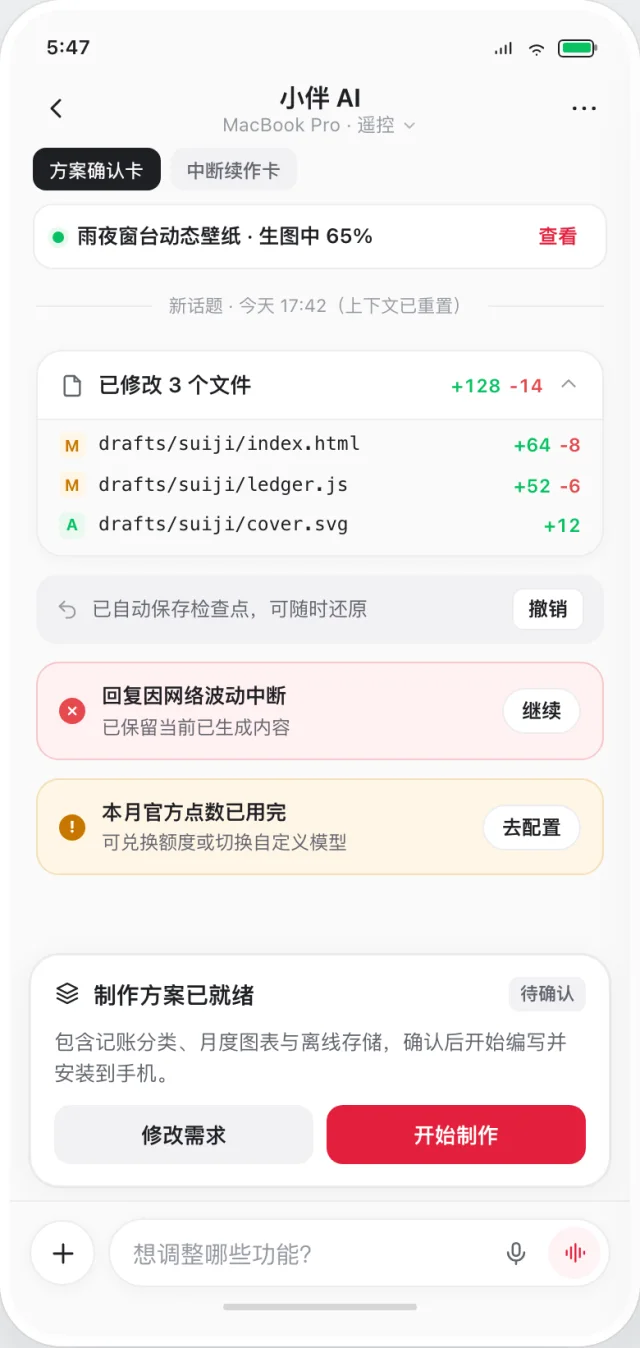 5:47
小伴 AI
MacBook Pro · 遥控
方案确认卡
中断续作卡
雨夜窗台动态壁纸 · 生图中 65%
查看
新话题 · 今天 17:42（上下文已重置）
已修改 3 个文件
+128 -14
M drafts/suiji/index.html +64 -8
M drafts/suiji/ledger.js +52 -6
A drafts/suiji/cover.svg +12
已自动保存检查点，可随时还原
撤销
回复因网络波动中断
已保留当前已生成内容
继续
本月官方点数已用完
可兑换额度或切换自定义模型
去配置
制作方案已就绪
待确认
包含记账分类、月度图表与离线存储，确认后开始编写并
安装到手机。
修改需求
开始制作
想调整哪些功能?